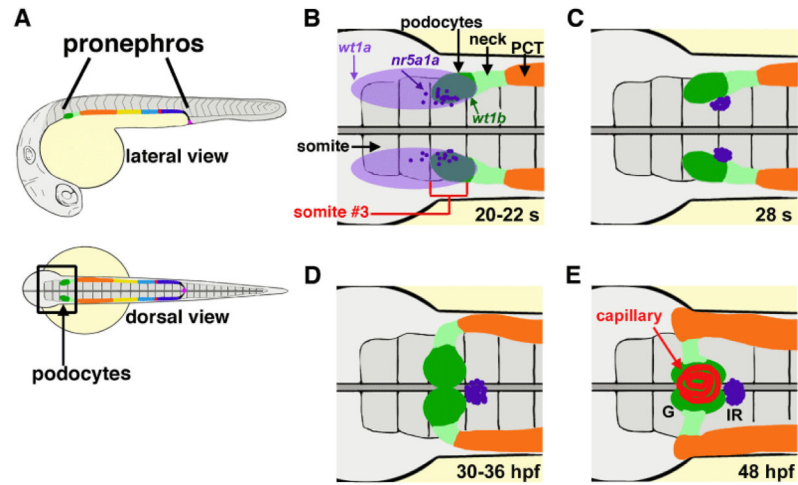 A
pronephros
lateral view
dorsal view
podocytes
B
podocytes
neck
PCT
wt1a
nr5a1a
wt1b
somite
somite #3
20-22 s
C
28 s
D
30-36 hpf
E
capillary
G
IR
48 hpf